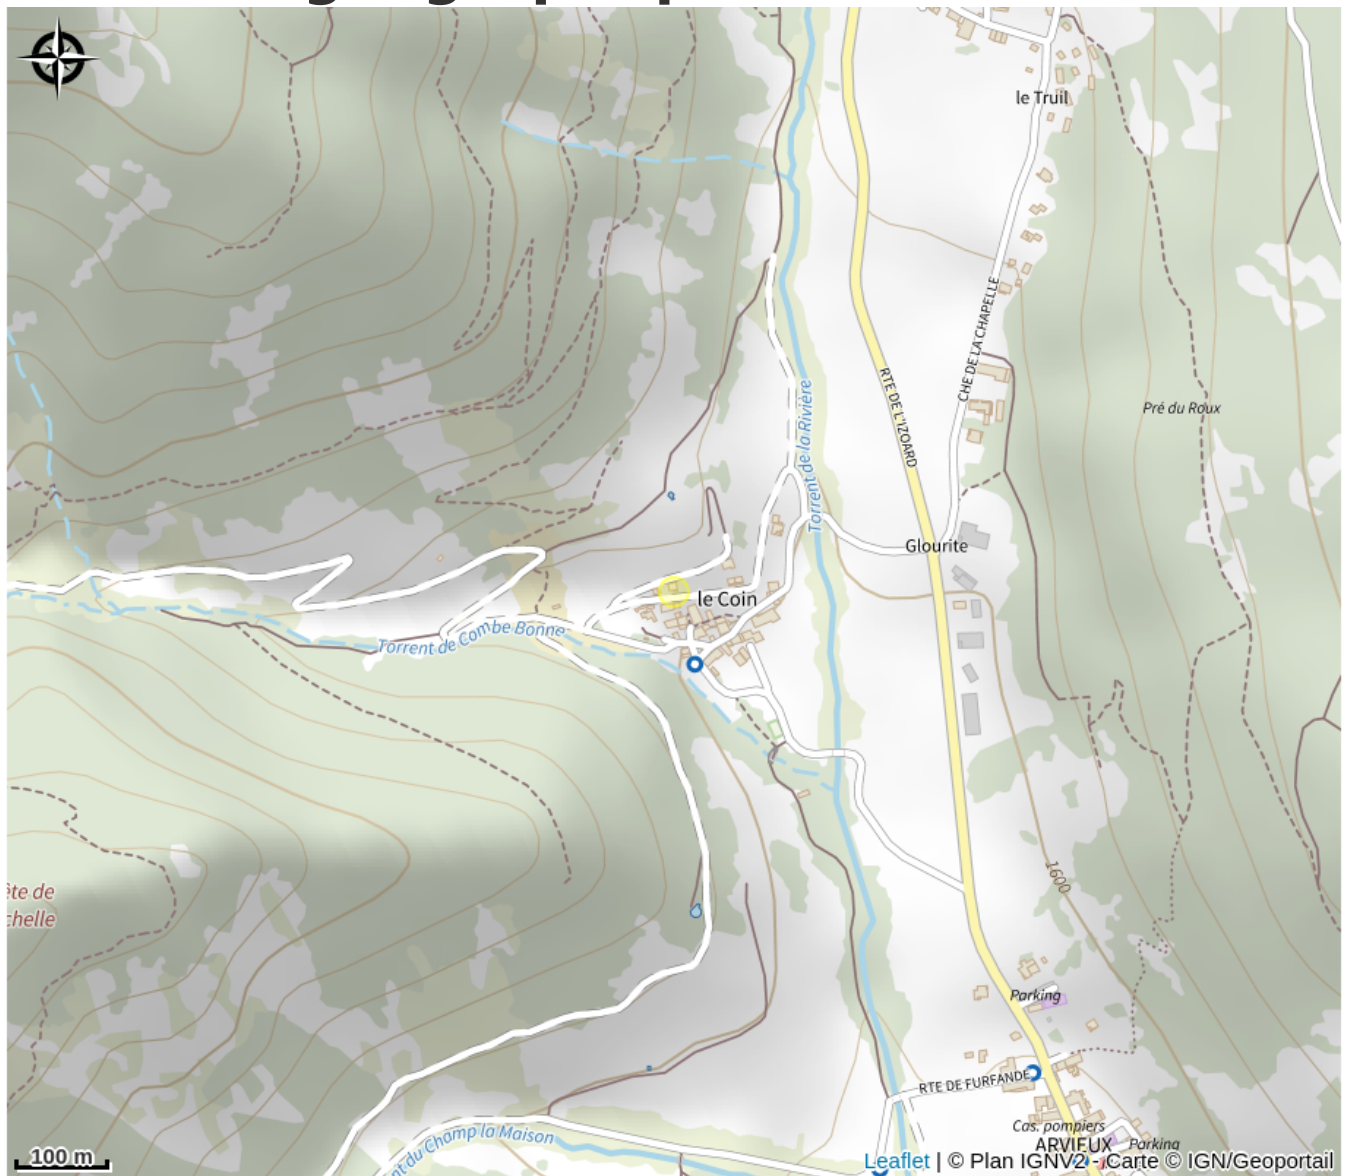 le Truil
CHE DE LA CHAPELLE
RTE DE L'IZOARD
Torrent de la Rivière
Pré du Roux
Glourite
le Coin
Torrent de Combe Bonne
1600
ête de
chelle
Parking
RTE DE FURFANDE
Cas. pompiers
ARVIEUX
Parking
nt du Champ la Maison
100 m
Leaflet | © Plan IGNV2 - Carte © IGN/Geoportail